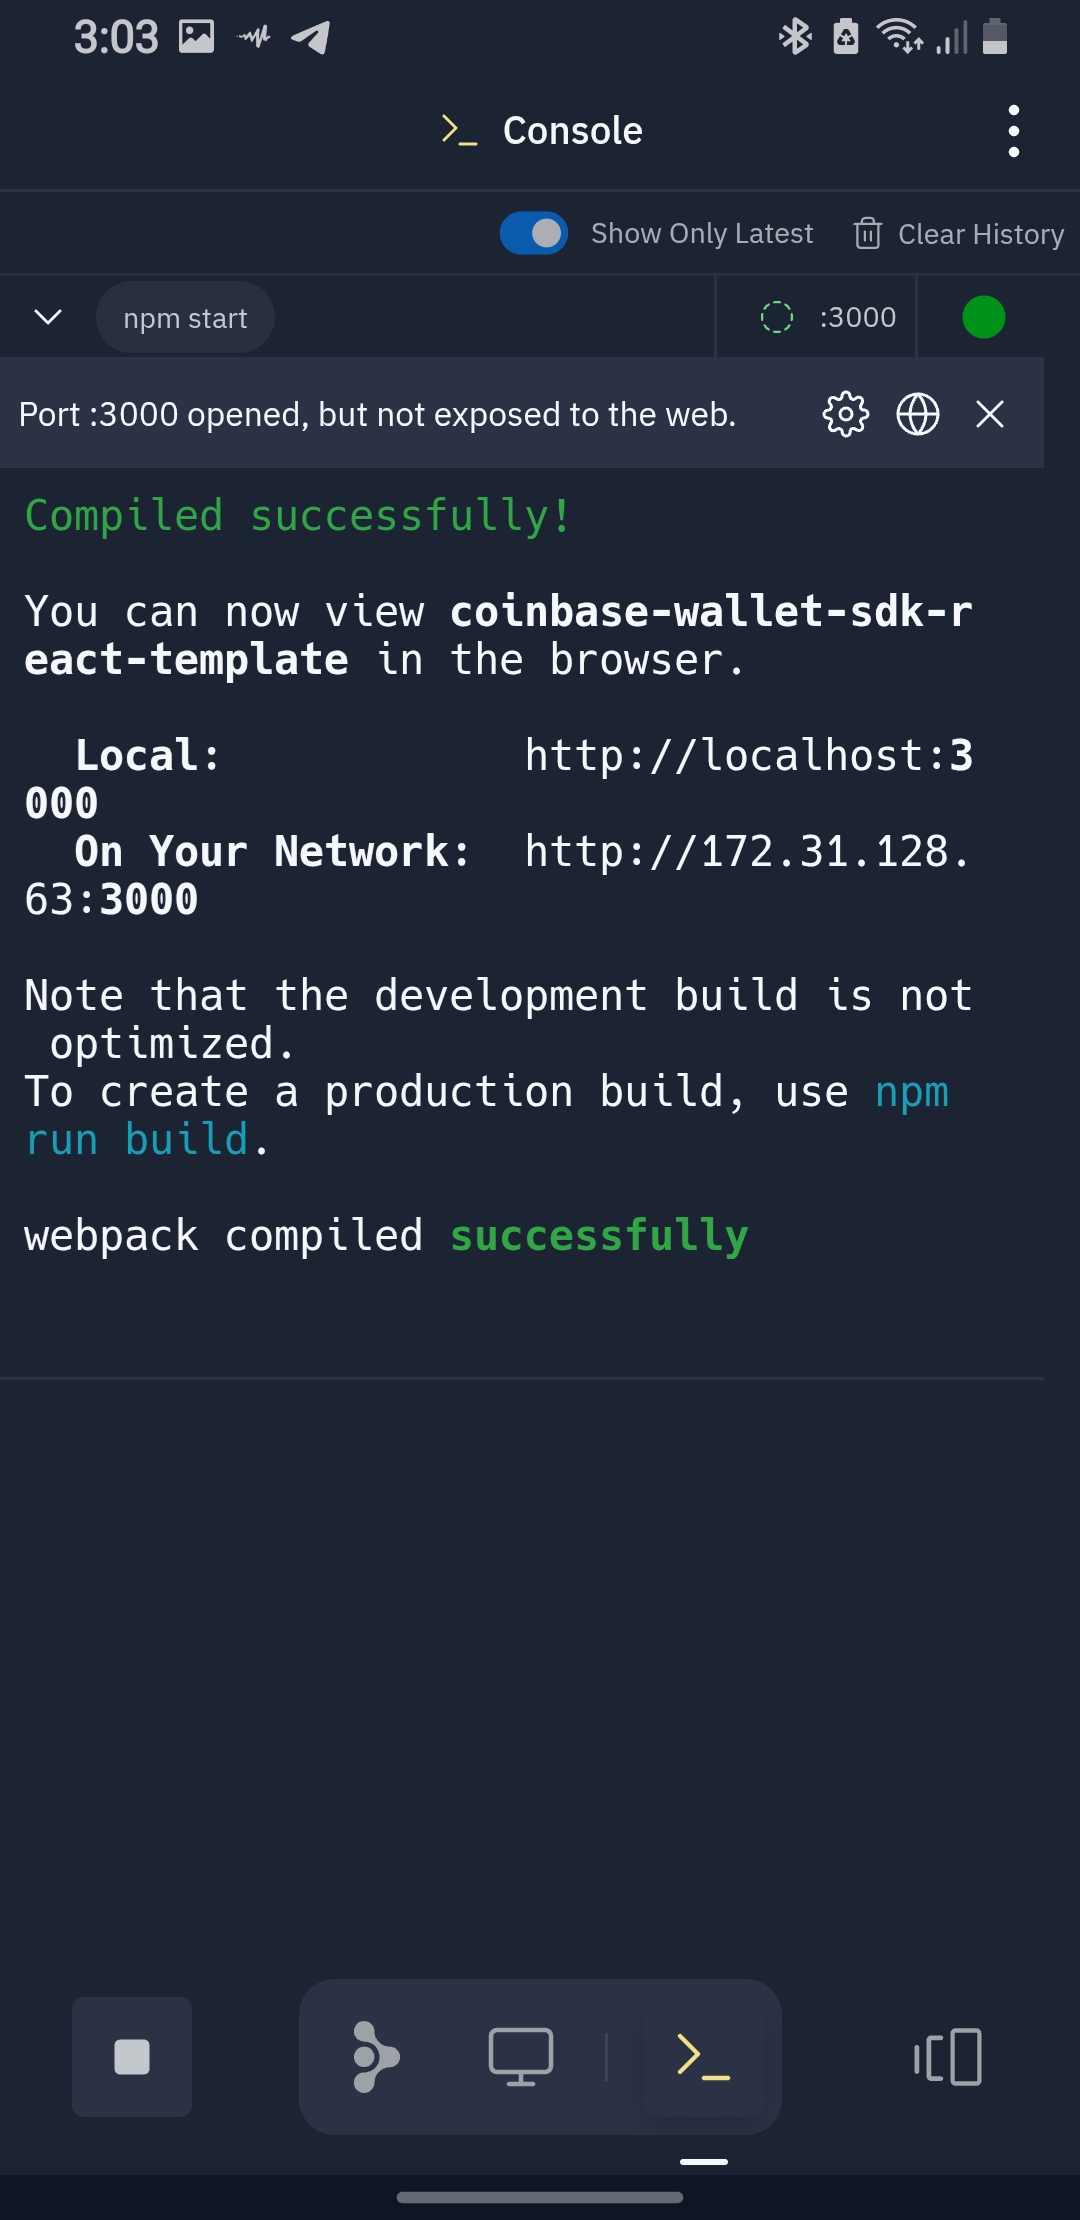 3:03
Console
Show Only Latest Clear History
npm start :3000
Port :3000 opened, but not exposed to the web.
Compiled successfully!
You can now view coinbase-wallet-sdk-r
eact-template in the browser.
Local: http://localhost:3
000
On Your Network: http://172.31.128.
63:3000
Note that the development build is not
optimized.
To create a production build, use npm
run build.
webpack compiled successfully